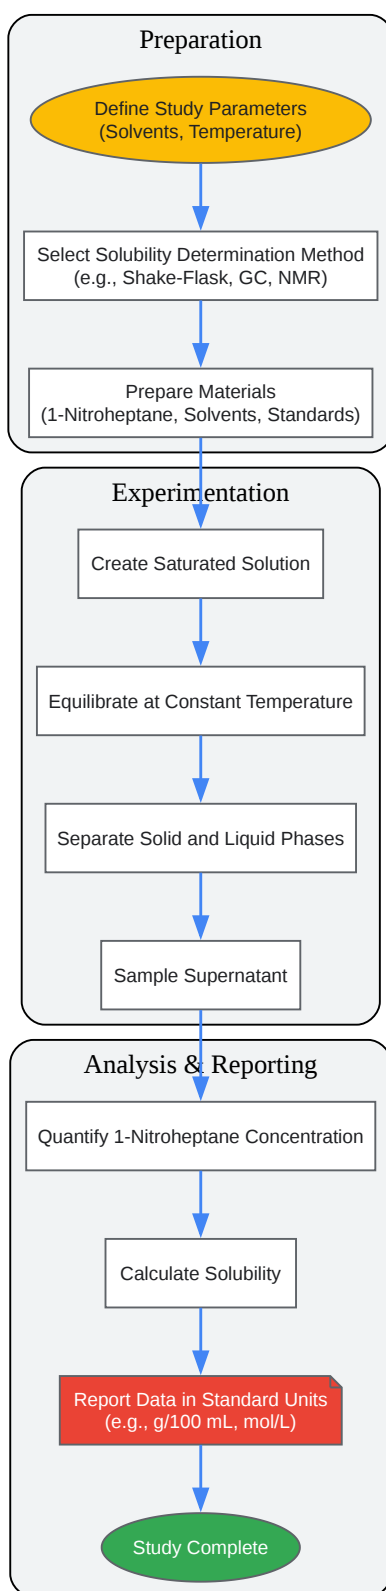 Preparation
Define Study Parameters
(Solvents, Temperature)
Select Solubility Determination Method
(e.g., Shake-Flask, GC, NMR)
Prepare Materials
(1-Nitroheptane, Solvents, Standards)
Experimentation
Create Saturated Solution
Equilibrate at Constant Temperature
Separate Solid and Liquid Phases
Sample Supernatant
Analysis & Reporting
Quantify 1-Nitroheptane Concentration
Calculate Solubility
Report Data in Standard Units
(e.g., g/100 mL, mol/L)
Study Complete